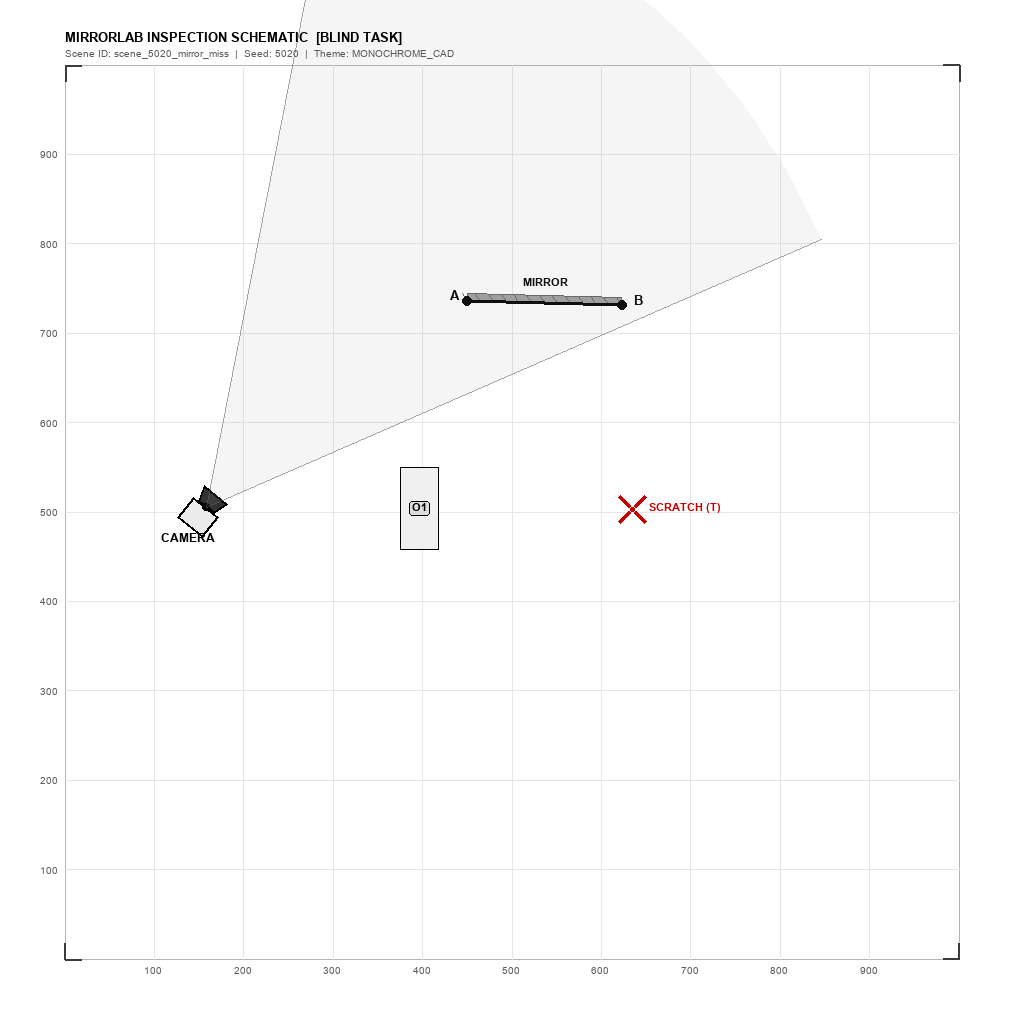 MIRRORLAB INSPECTION SCHEMATIC [BLIND TASK]
Scene ID: scene_5020_mirror_miss | Seed: 5020 | Theme: MONOCHROME_CAD
900
800
MIRROR
A
B
700
600
500
O1
SCRATCH (T)
CAMERA
400
300
200
100
100 200 300 400 500 600 700 800 900